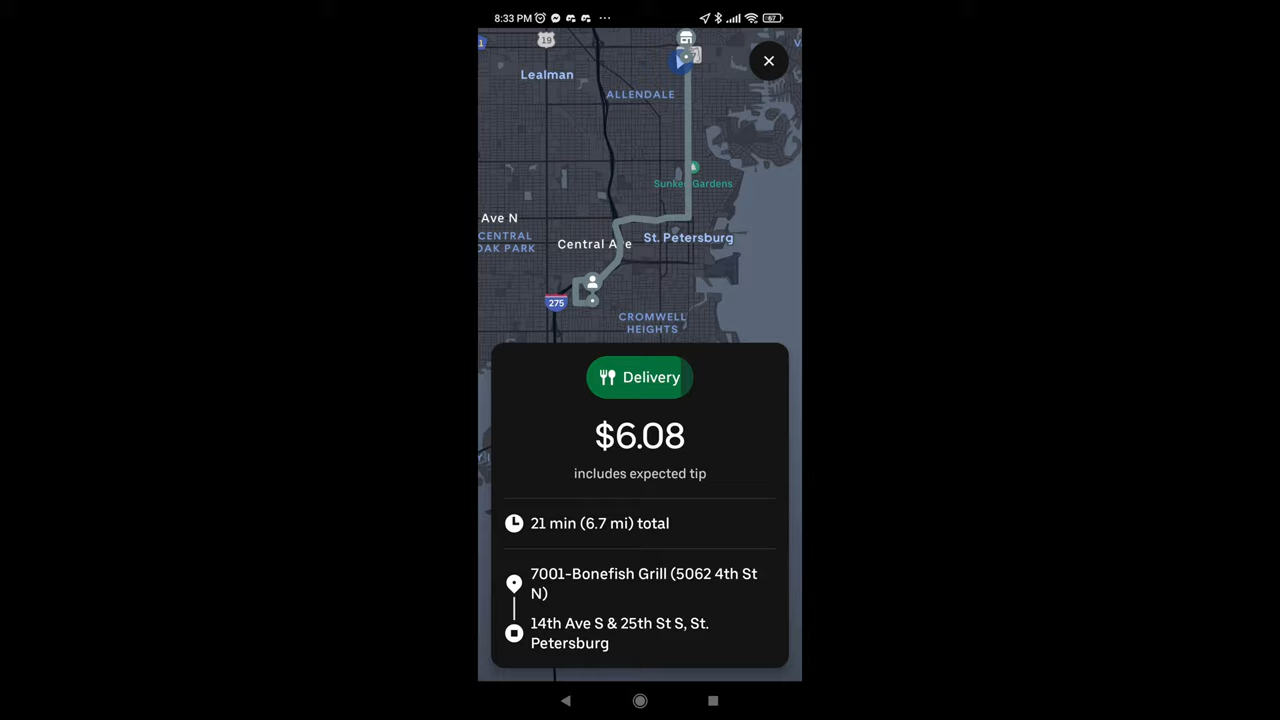 8:33 PM
67
19
Lealman
ALLENDALE
Sunken Gardens
Ave N
CENTRAL
OAK PARK
Central Ave
St. Petersburg
275
CROMWELL
HEIGHTS
Delivery
$6.08
includes expected tip
21 min (6.7 mi) total
7001-Bonefish Grill (5062 4th St
N)
14th Ave S & 25th St S, St.
Petersburg